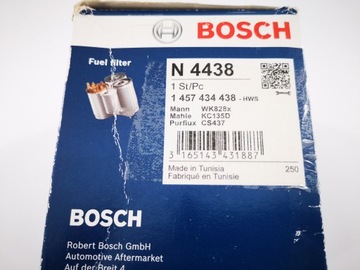 BOSCH
Fuel filter
N 4438
1 St/Pc
1 457 434 438 - HWS
Mann WK828x
Mahle KC135D
Purflux CS437
3 165143 431887
Made in Tunisia 250
Fabriqué en Tunisie
BOSCH
Robert Bosch GmbH
Automotive Aftermarket
Auf der Breit 4